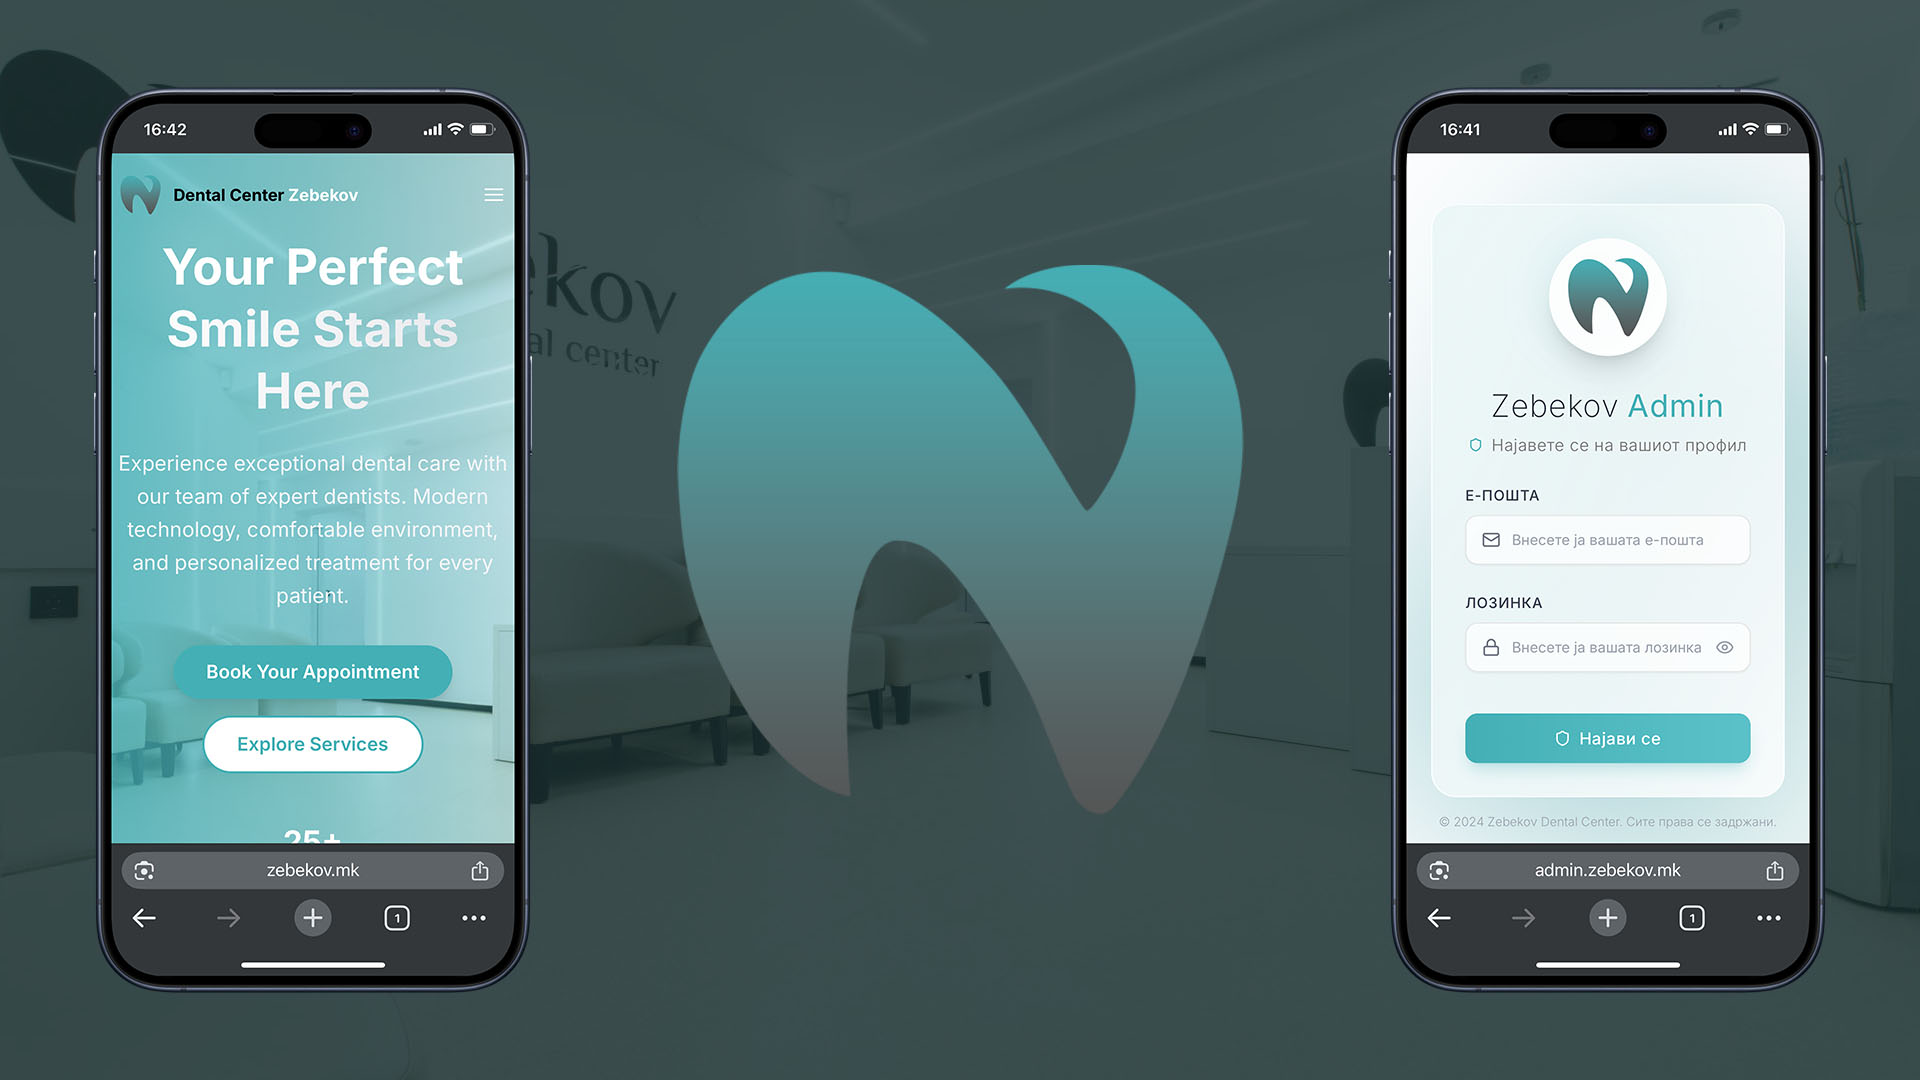 16:42
Dental Center Zebekov
Your Perfect
Smile Starts
Here
Experience exceptional dental care with
our team of expert dentists. Modern
technology, comfortable environment,
and personalized treatment for every
patient.
Book Your Appointment
Explore Services
25+
zebekov.mk
1
ekov
al center
16:41
Zebekov Admin
Најавете се на вашиот профил
Е-ПОШТА
Внесете ја вашата е-пошта
ЛОЗИНКА
Внесете ја вашата лозинка
Најави се
© 2024 Zebekov Dental Center. Сите права се задржани.
admin.zebekov.mk
1